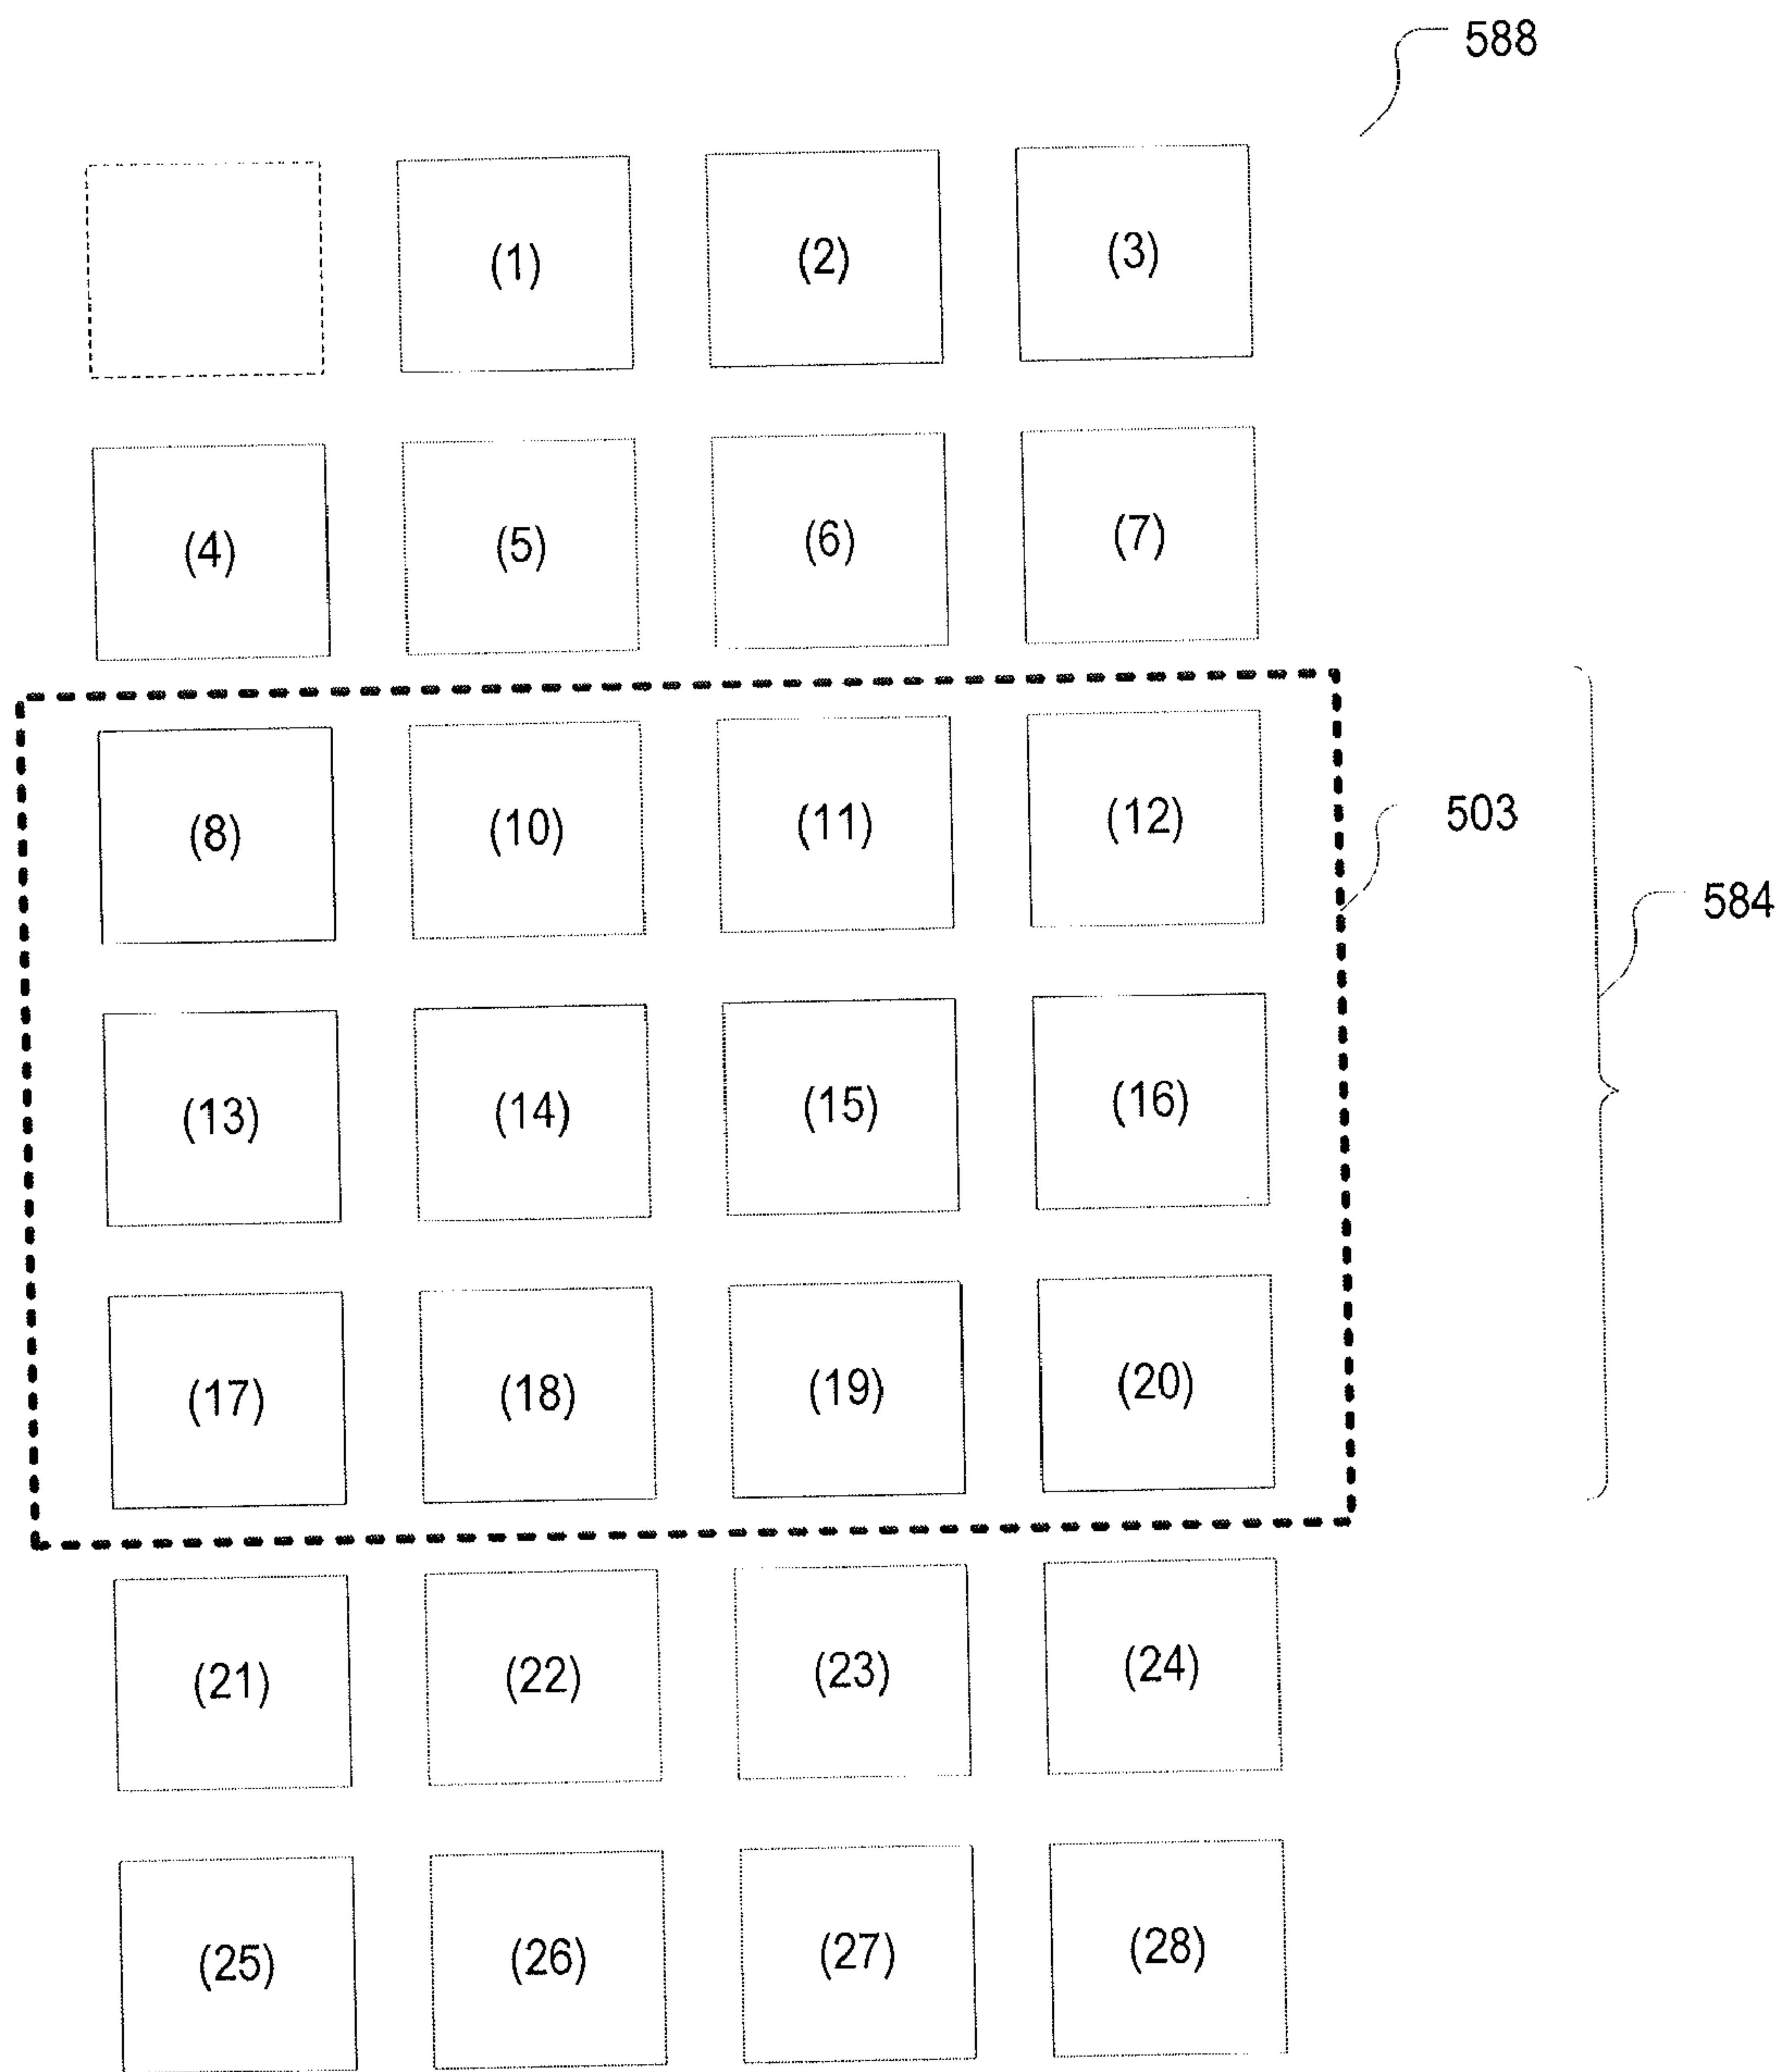 588
(1) (2) (3)
(4) (5) (6) (7)
(8) (10) (11) (12)
503
584
(13) (14) (15) (16)
(17) (18) (19) (20)
(21) (22) (23) (24)
(25) (26) (27) (28)